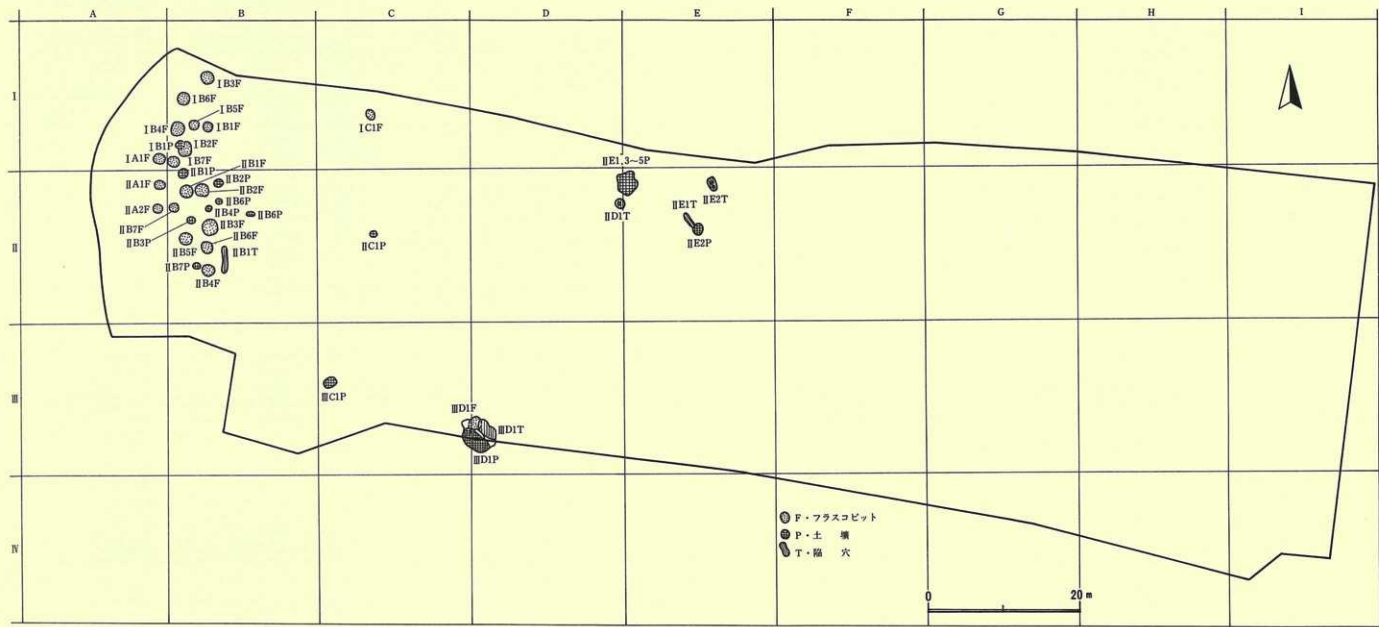 A B C D E F G H I
I
ⅠB3F
ⅠB6F
ⅠB5F
ⅠB4F
ⅠB1F
ⅠC1F
ⅠB1P
ⅠB2F
ⅠA1F
ⅠB7F
ⅡB1F
ⅡB1P
ⅡA1F
ⅡB2P
ⅡB2F
ⅡB6P
ⅡA2F
ⅡB4P
ⅡB6P
ⅡB7F
ⅡB3F
ⅡB3P
ⅡB6F
ⅡB5F
ⅡB1T
ⅡB7P
ⅡB4F
Ⅱ
ⅡC1P
ⅡE1,3~5P
ⅡD1T
ⅡE2T
ⅡE1T
ⅡE2P
Ⅲ
ⅢC1P
ⅢD1F
ⅢD1T
ⅢD1P
Ⅳ
F・フラスコピット
P・土 壙
T・陥 穴
0 20m